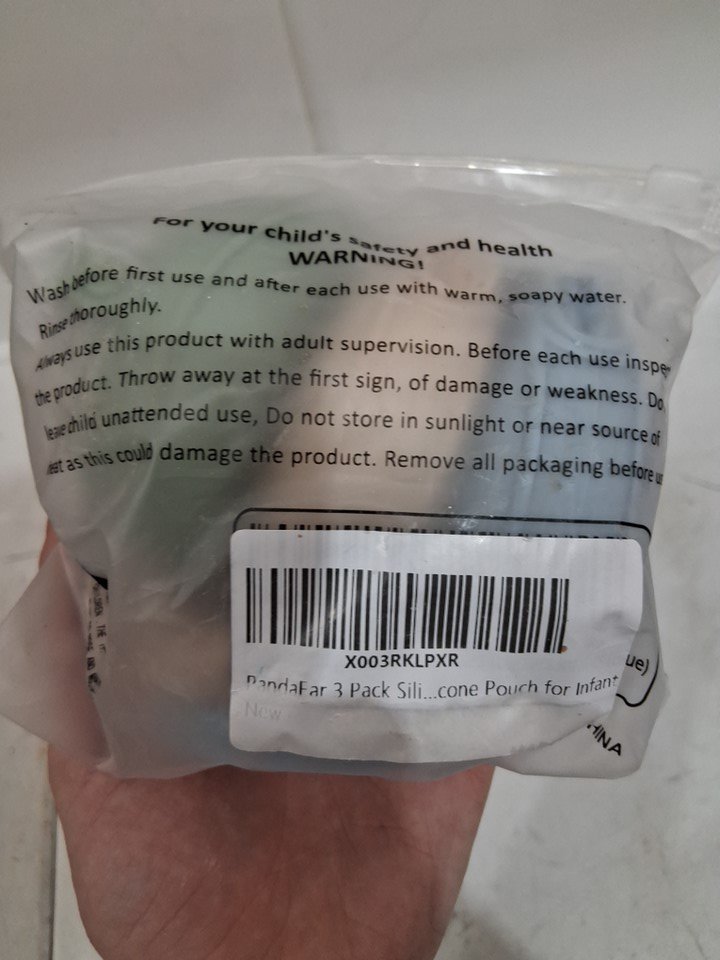 For your child's safety and health
WARNING!
Wash before first use and after each use with warm, soapy water.
Rinse thoroughly.
Always use this product with adult supervision. Before each use inspe
the product. Throw away at the first sign, of damage or weakness. Do
leave child unattended use, Do not store in sunlight or near source of
heat as this could damage the product. Remove all packaging before u
X003RKLPXR
PandaEar 3 Pack Sili...cone Pouch for Infant
New
ue)
HINA